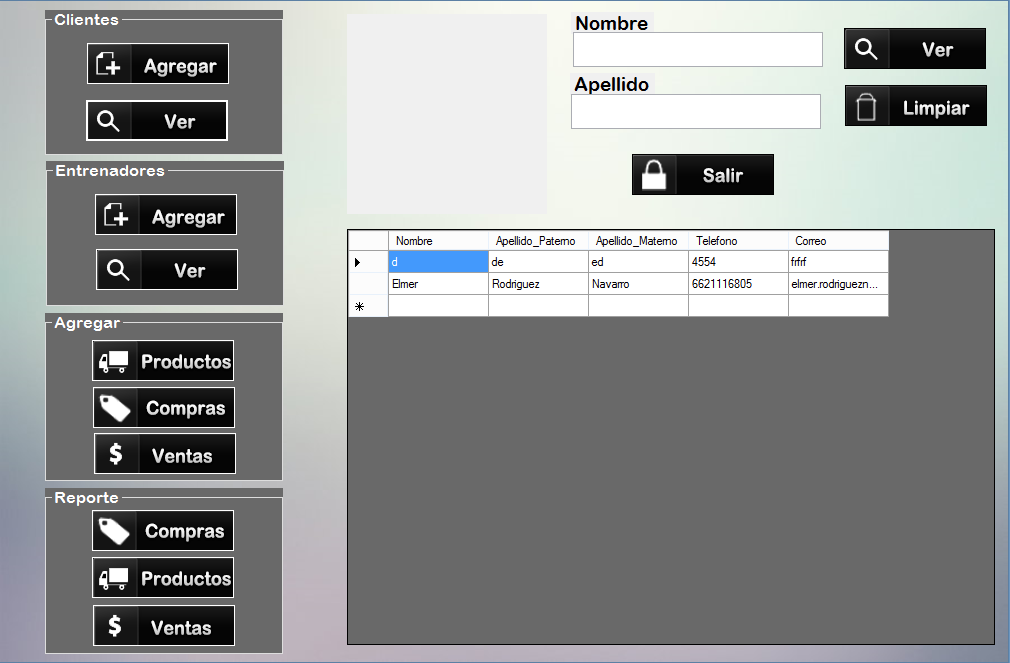 Clientes
Agregar
Ver
Entrenadores
Agregar
Ver
Agregar
Productos
Compras
$ Ventas
Reporte
Compras
Productos
$ Ventas
Nombre
Apellido
Ver
Limpiar
Salir
Nombre Apellido_Paterno Apellido_Materno Telefono Correo
d de ed 4554 frfrf
Elmer Rodriguez Navarro 6621116805 elmer.rodriguezn...